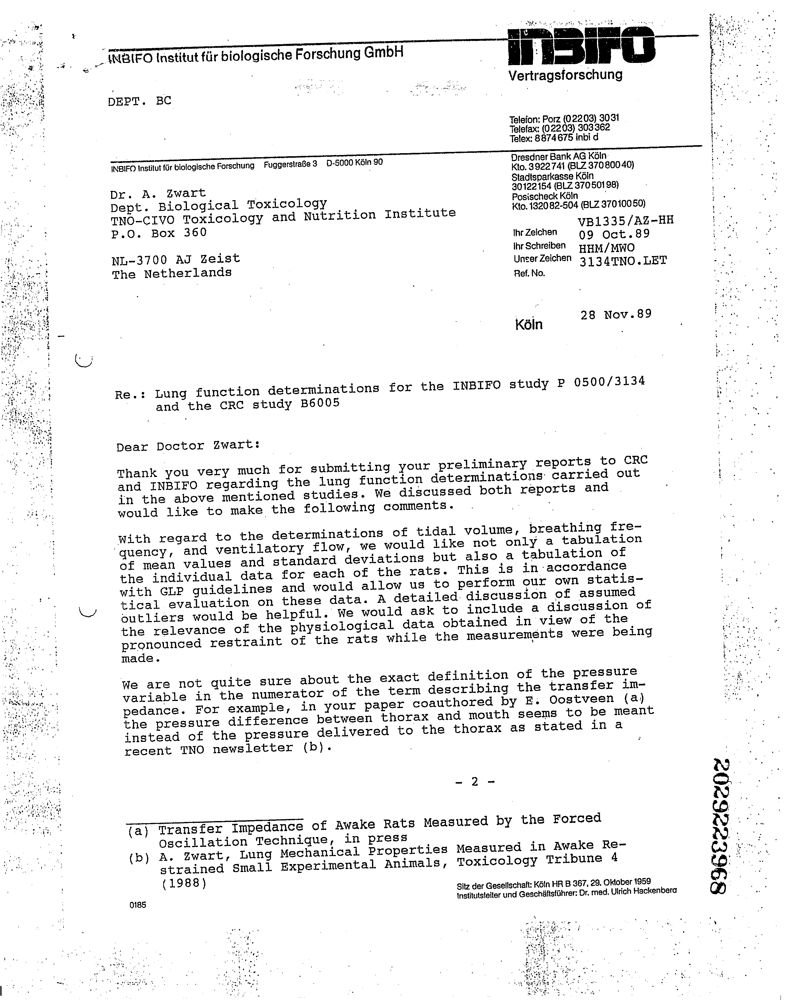 INBIFO Institut für biologische Forschung GmbH
INBIFO
Vertragsforschung
DEPT. BC
Telefon: Porz (02203) 3031
Telefax: (02203) 303362
Telex: 8874675 inbi d
INBIFO Institut für biologische Forschung Fuggerstraße 3 D-5000 Köln 90
Dresdner Bank AG Köln
Kto. 3922741 (BLZ 37080040)
Stadtsparkasse Köln
30122154 (BLZ 37050198)
Postscheck Köln
Kto. 132082-504 (BLZ 37010050)
Dr. A. Zwart
Dept. Biological Toxicology
TNO-CIVO Toxicology and Nutrition Institute
P.O. Box 360
NL-3700 AJ Zeist
The Netherlands
VB1335/AZ-HH
Ihr Zeichen 09 Oct.89
Ihr Schreiben HHM/MWO
Unser Zeichen 3134TNO.LET
Ref. No.
Köln 28 Nov.89
Re.: Lung function determinations for the INBIFO study P 0500/3134
and the CRC study B6005
Dear Doctor Zwart:
Thank you very much for submitting your preliminary reports to CRC
and INBIFO regarding the lung function determinations carried out
in the above mentioned studies. We discussed both reports and
would like to make the following comments.
With regard to the determinations of tidal volume, breathing fre-
quency, and ventilatory flow, we would like not only a tabulation
of mean values and standard deviations but also a tabulation of
the individual data for each of the rats. This is in accordance
with GLP guidelines and would allow us to perform our own statis-
tical evaluation on these data. A detailed discussion of assumed
outliers would be helpful. We would ask to include a discussion of
the relevance of the physiological data obtained in view of the
pronounced restraint of the rats while the measurements were being
made.
We are not quite sure about the exact definition of the pressure
variable in the numerator of the term describing the transfer im-
pedance. For example, in your paper coauthored by E. Oostveen (a)
the pressure difference between thorax and mouth seems to be meant
instead of the pressure delivered to the thorax as stated in a
recent TNO newsletter (b).
- 2 -
(a) Transfer Impedance of Awake Rats Measured by the Forced
Oscillation Technique, in press
(b) A. Zwart, Lung Mechanical Properties Measured in Awake Re-
strained Small Experimental Animals, Toxicology Tribune 4
(1988)
Sitz der Gesellschaft: Köln HR B 367, 29. Oktober 1959
Institutsleiter und Geschäftsführer: Dr. med. Ulrich Hackenberg
0185
2029223968